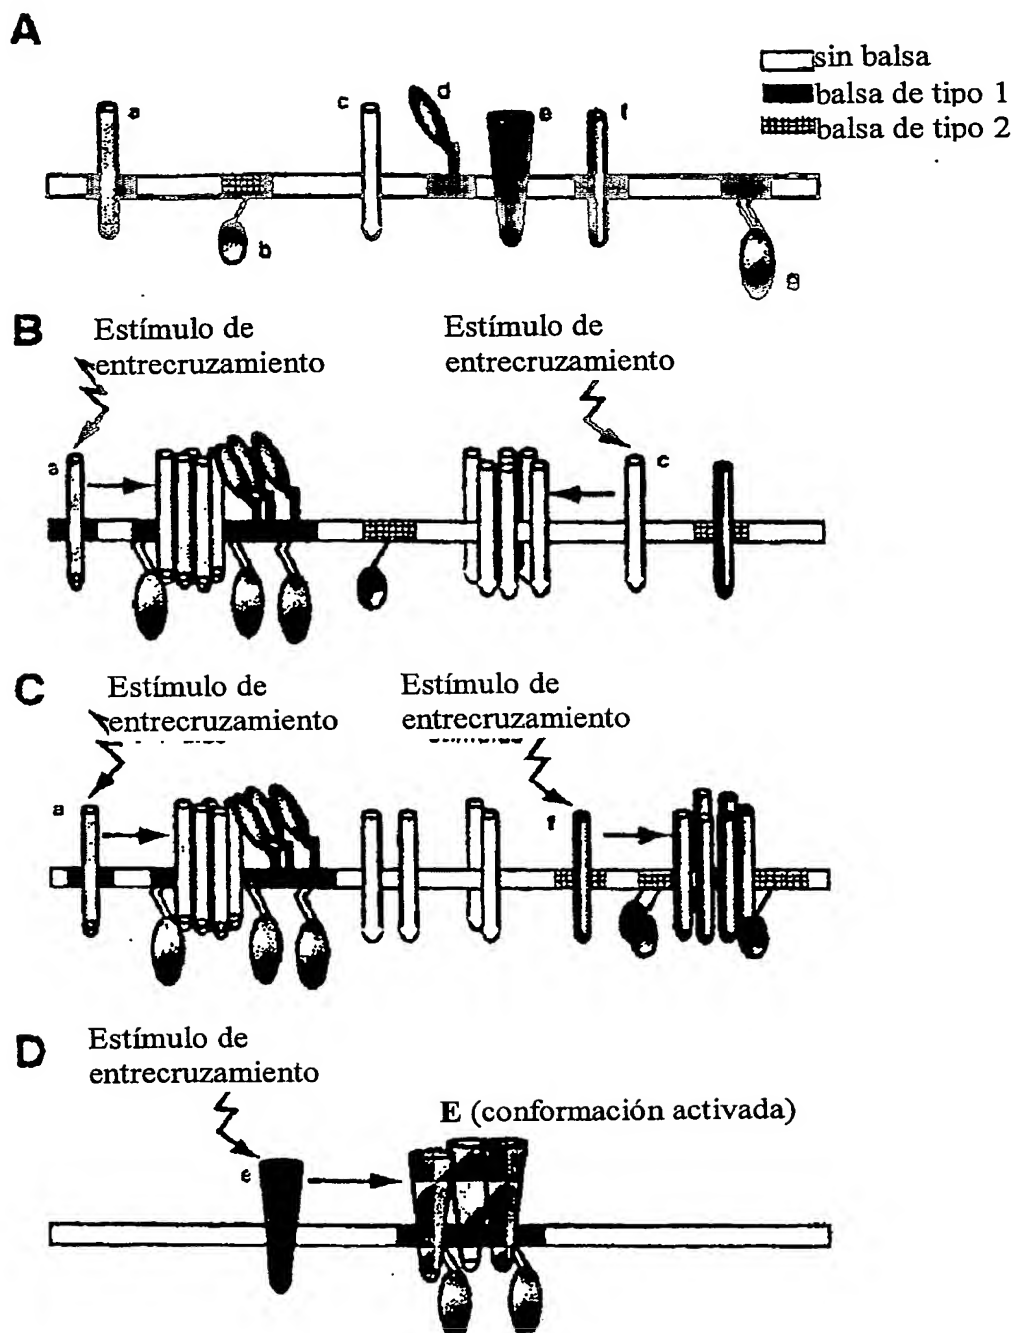 A
sin balsa
balsa de tipo 1
balsa de tipo 2
a
c
d
e
f
b
g
B
Estímulo de
entrecruzamiento
Estímulo de
entrecruzamiento
a
c
C
Estímulo de
entrecruzamiento
Estímulo de
entrecruzamiento
a
f
D
Estímulo de
entrecruzamiento
E (conformación activada)
e